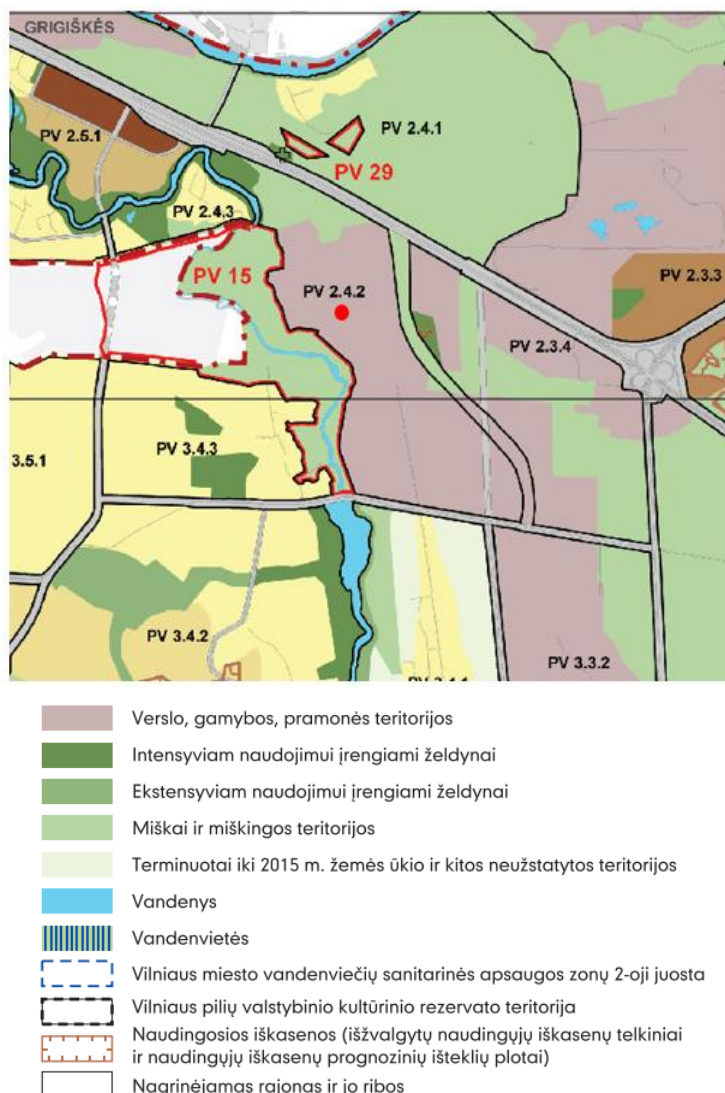 GRIGIŠKĖS
PV 2.5.1
PV 2.4.1
PV 29
PV 2.4.3
PV 15
PV 2.4.2
PV 2.3.3
PV 2.3.4
3.5.1
PV 3.4.3
PV 3.4.2
PV 3.3.2
Verslo, gamybos, pramonės teritorijos
Intensyviam naudojimui įrengiami želdynai
Ekstensyviam naudojimui įrengiami želdynai
Miškai ir miškingos teritorijos
Terminuotai iki 2015 m. žemės ūkio ir kitos neužstatytos teritorijos
Vandenys
Vandenvietės
Vilniaus miesto vandenviečių sanitarinės apsaugos zonų 2-oji juosta
Vilniaus pilių valstybinio kultūrinio rezervato teritorija
Naudingosios iškasenos (išžvalgytų naudingųjų iškasenų telkiniai
ir naudingųjų iškasenų prognozinių išteklių plotai)
Nagrinėjamas rajonas ir jo ribos